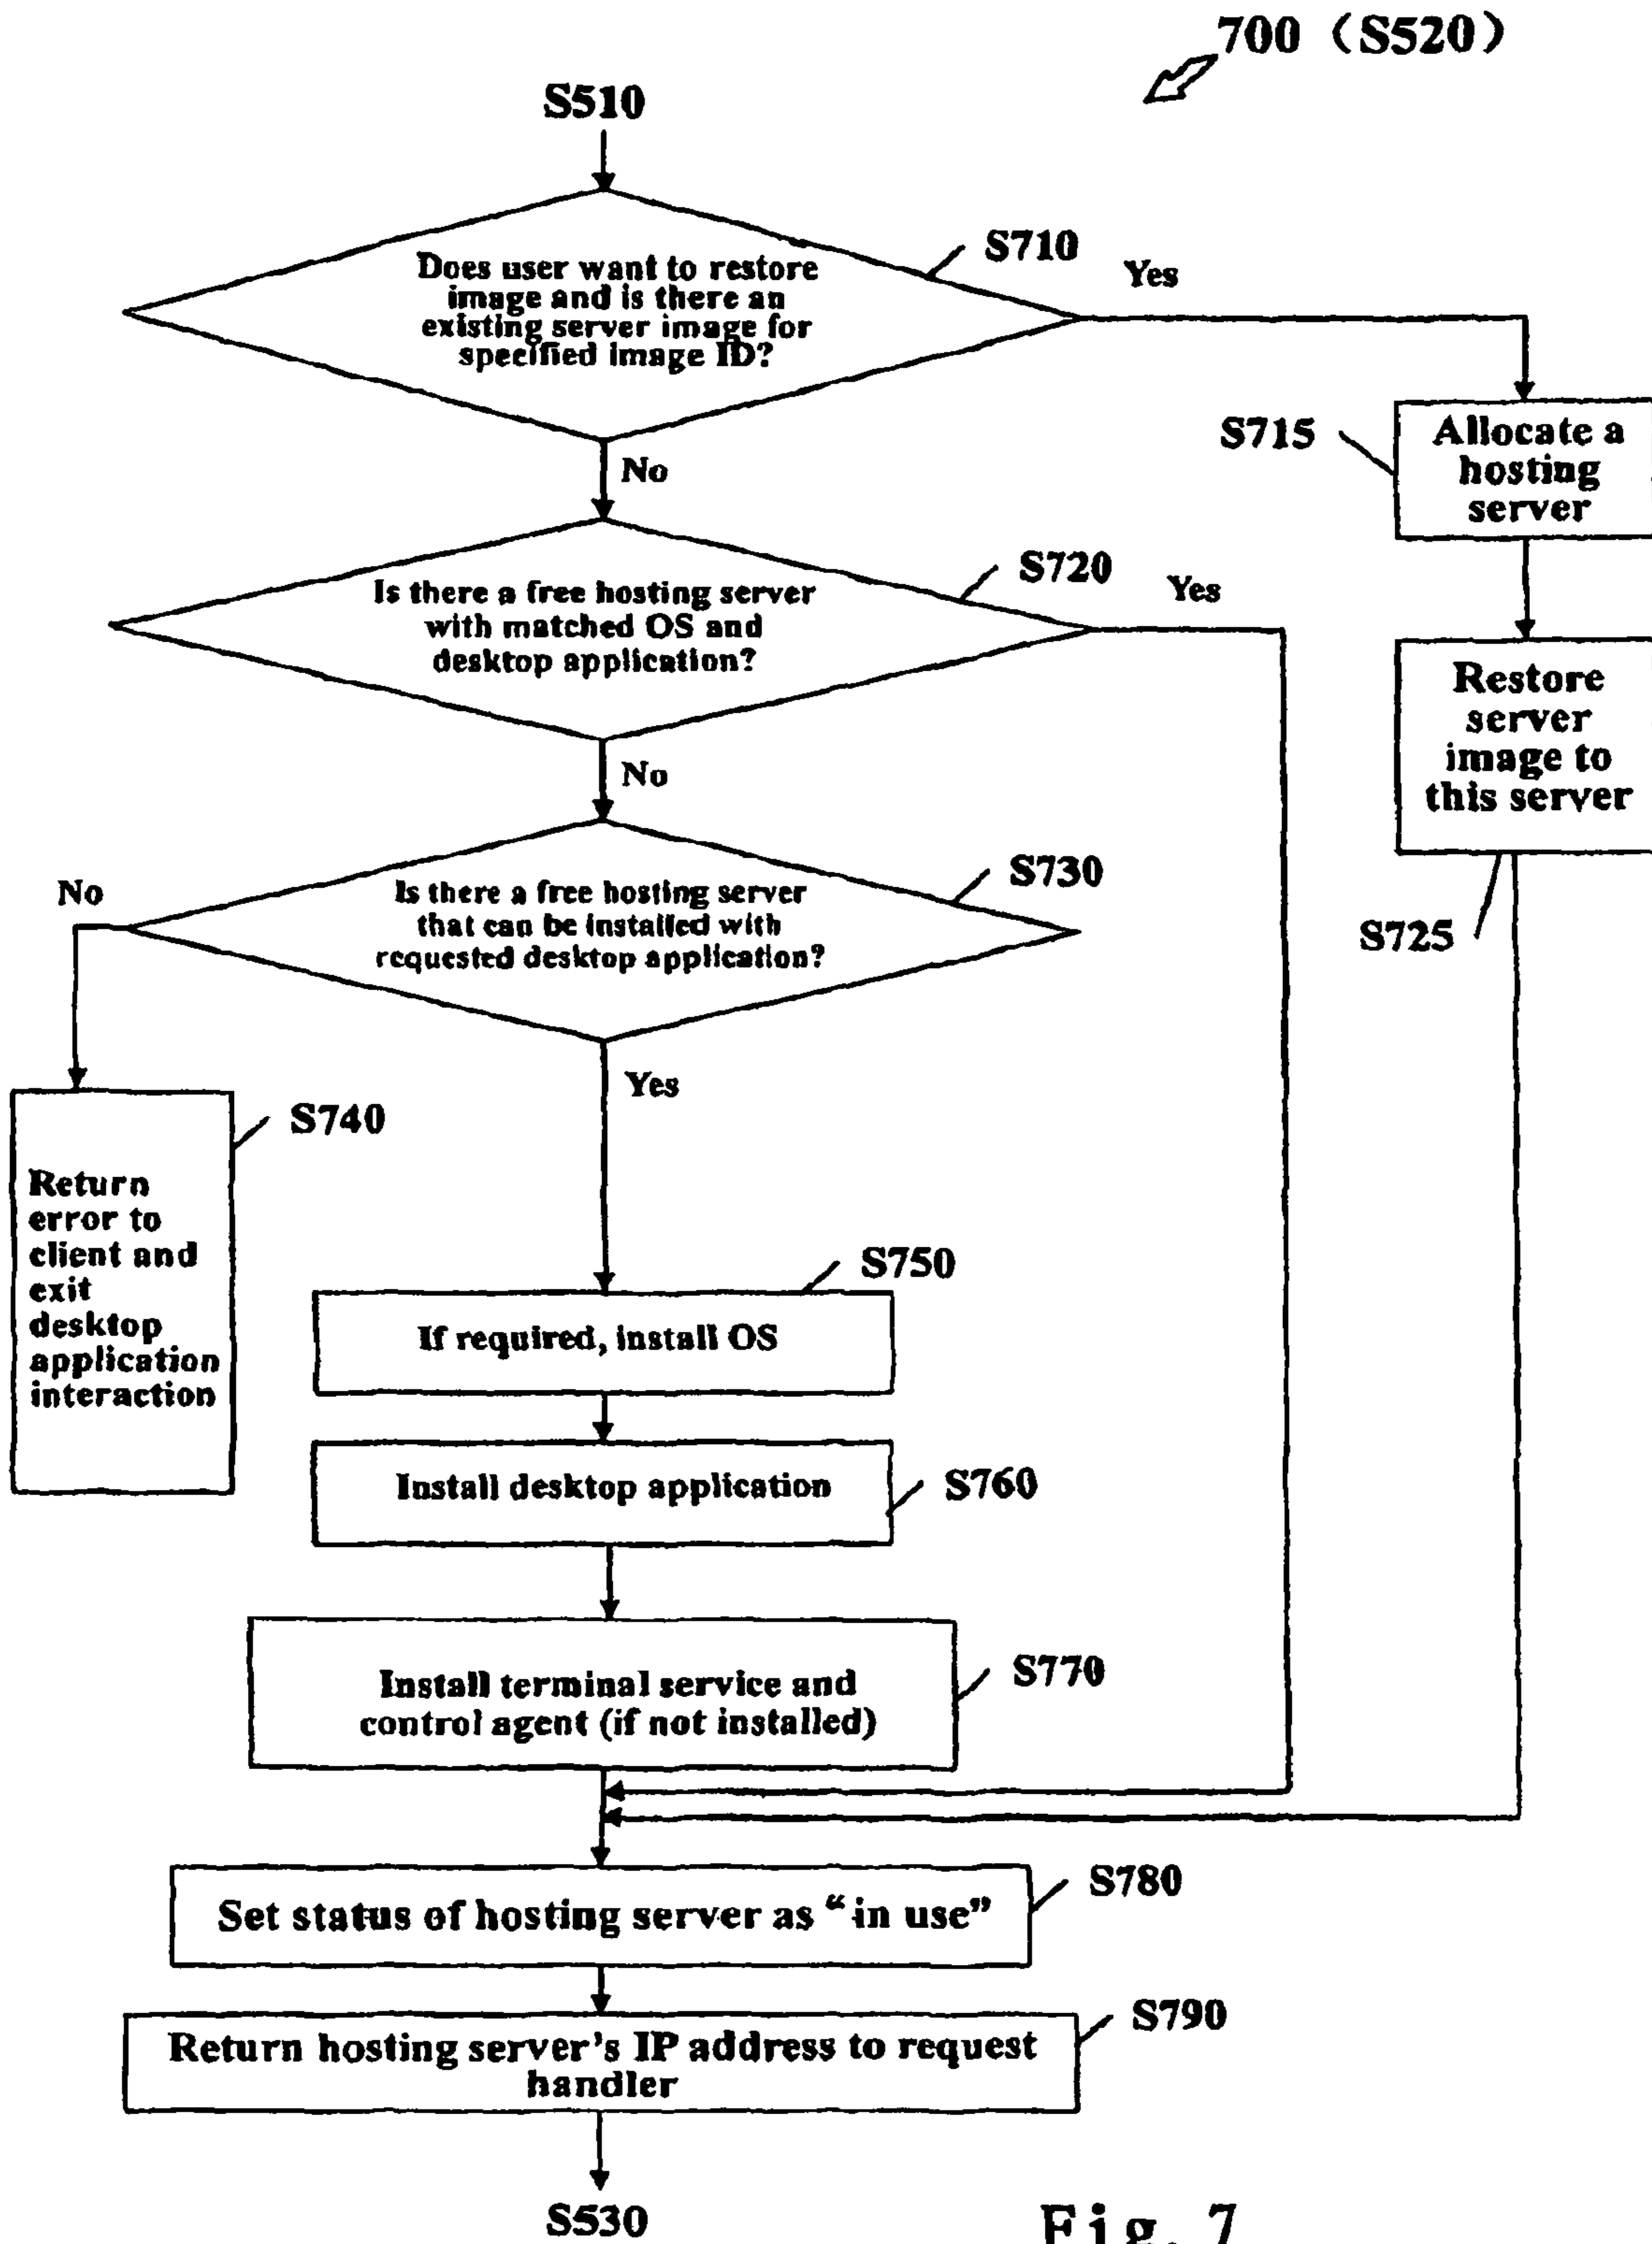 700 (S520)
S510
Does user want to restore
image and is there an
existing server image for
specified image ID?
S710
Yes
No
S715
Allocate a
hosting
server
Is there a free hosting server
with matched OS and
desktop application?
S720
Yes
No
Restore
server
image to
this server
S725
Is there a free hosting server
that can be installed with
requested desktop application?
S730
No
Yes
S740
Return
error to
client and
exit
desktop
application
interaction
S750
If required, install OS
Install desktop application
S760
Install terminal service and
control agent (if not installed)
S770
Set status of hosting server as “in use”
S780
Return hosting server's IP address to request
handler
S790
S530
Fig. 7